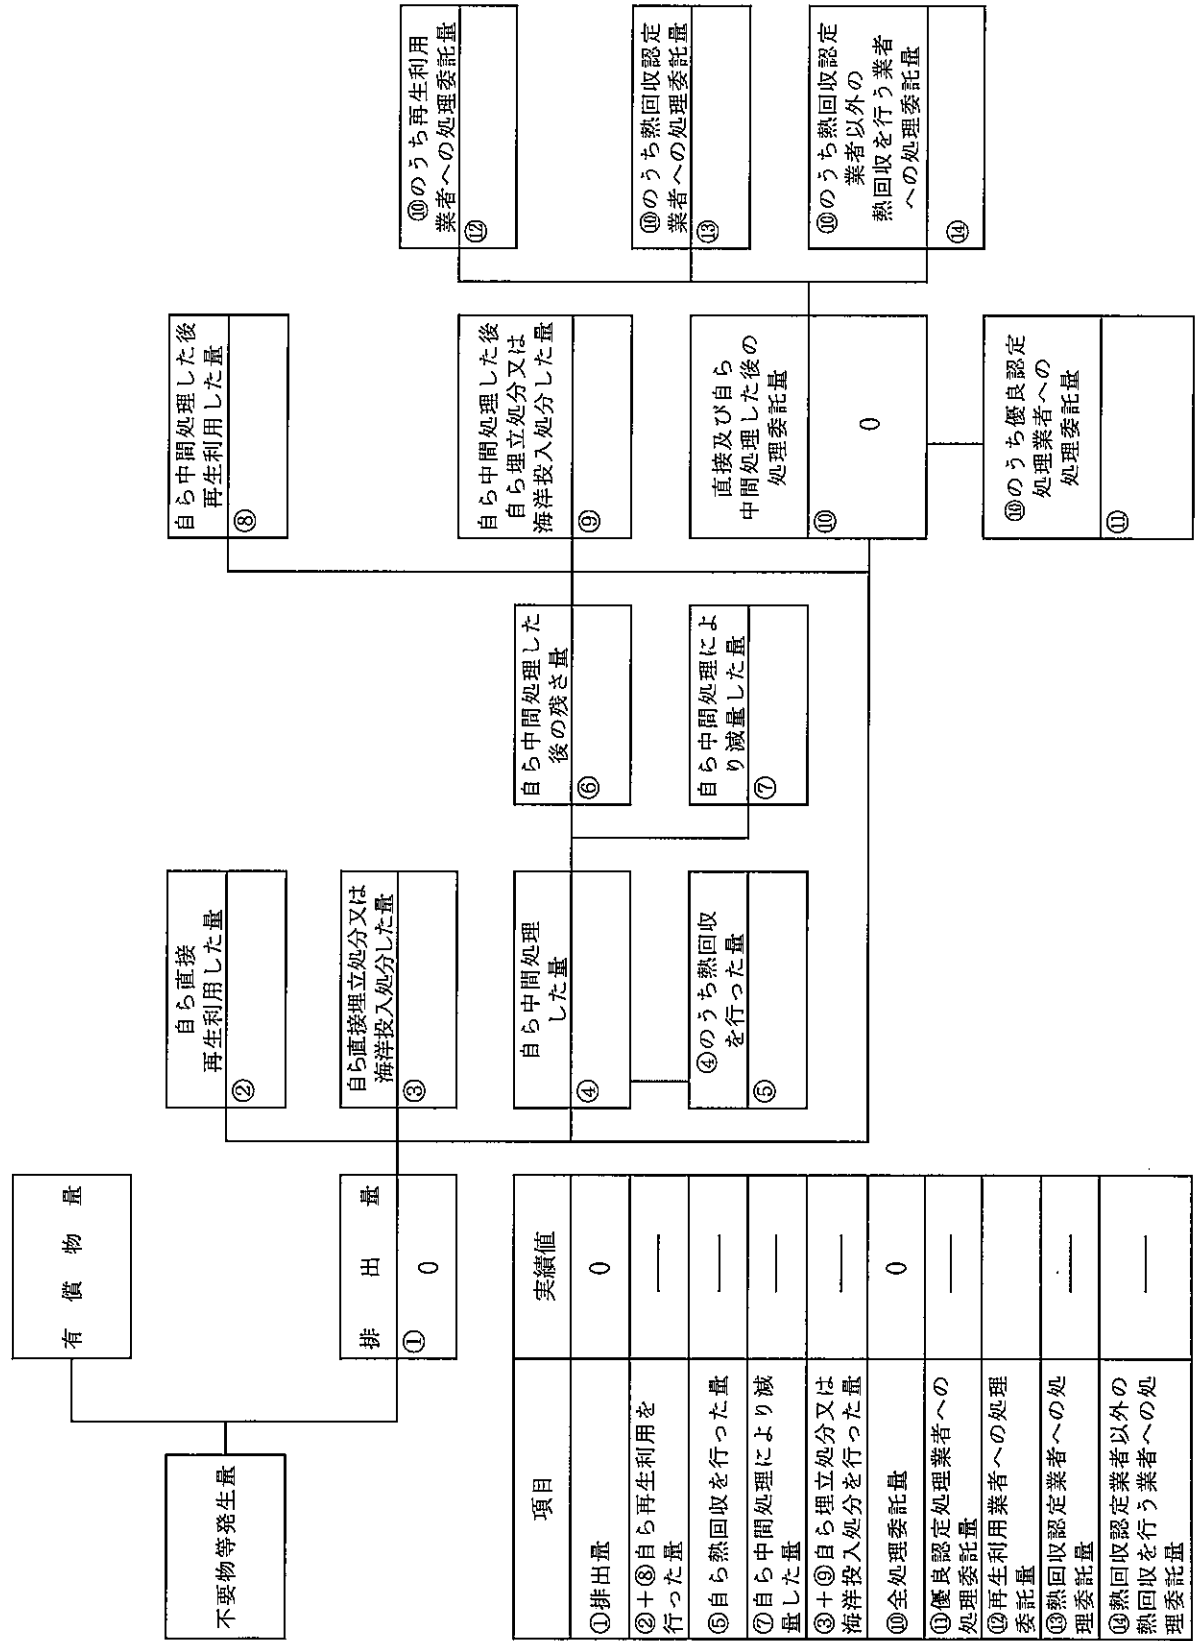 不要物等発生量
有償物量
排出量
①
0
自ら直接
再生利用した量
②
自ら直接埋立処分又は
海洋投入処分した量
③
自ら中間処理
した量
④
④のうち熱回収
を行った量
⑤
自ら中間処理した
後の残さ量
⑥
自ら中間処理によ
り減量した量
⑦
自ら中間処理した後
再生利用した量
⑧
自ら中間処理した後
自ら埋立処分又は
海洋投入処分した量
⑨
直接及び自ら
中間処理した後の
処理委託量
⑩
0
⑩のうち優良認定
処理業者への
処理委託量
⑪
⑩のうち再生利用
業者への処理委託量
⑫
⑩のうち熱回収認定
業者への処理委託量
⑬
⑩のうち熱回収認定
業者以外の
熱回収を行う業者
への処理委託量
⑭
項目 実績値
①排出量 0
②+⑧自ら再生利用を
行った量 ——
⑤自ら熱回収を行った量 ——
⑦自ら中間処理により減
量した量 ——
③+⑨自ら埋立処分又は
海洋投入処分を行った量 ——
⑩全処理委託量 0
⑪優良認定処理業者への
処理委託量 ——
⑫再生利用業者への処理
委託量
⑬熱回収認定業者への処
理委託量 ——
⑭熱回収認定業者以外の
熱回収を行う業者への処
理委託量 ——